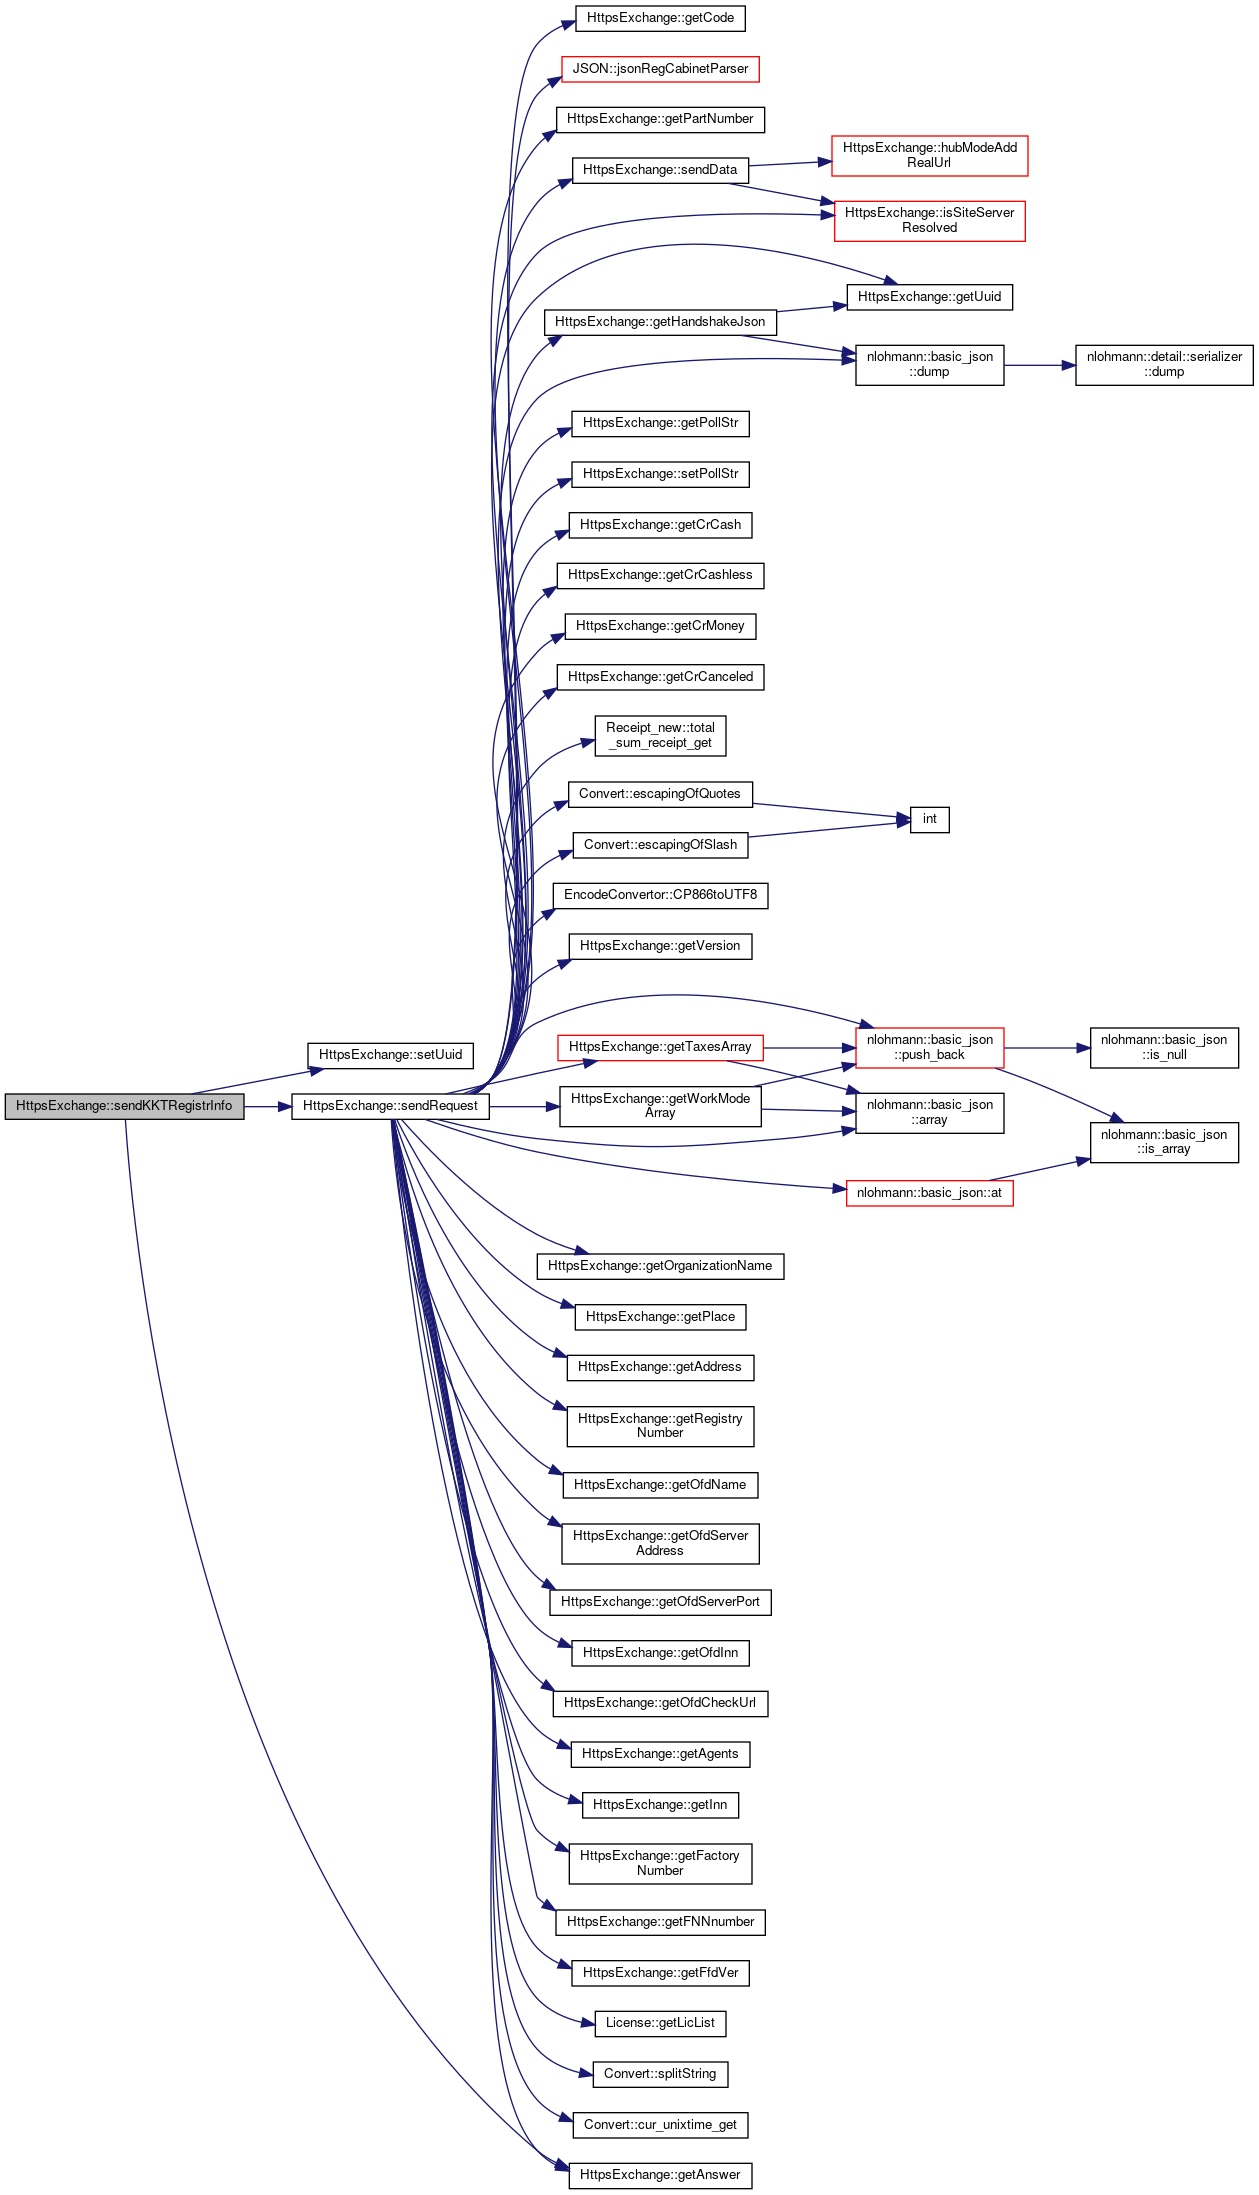 HttpsExchange::getCode
JSON::jsonRegCabinetParser
HttpsExchange::getPartNumber
HttpsExchange::hubModeAdd
RealUrl
HttpsExchange::sendData
HttpsExchange::isSiteServer
Resolved
HttpsExchange::getUuid
HttpsExchange::getHandshakeJson
nlohmann::basic_json
::dump
nlohmann::detail::serializer
::dump
HttpsExchange::getPollStr
HttpsExchange::setPollStr
HttpsExchange::getCrCash
HttpsExchange::getCrCashless
HttpsExchange::getCrMoney
HttpsExchange::getCrCanceled
Receipt_new::total
_sum_receipt_get
Convert::escapingOfQuotes
int
Convert::escapingOfSlash
EncodeConvertor::CP866toUTF8
HttpsExchange::getVersion
HttpsExchange::getTaxesArray
nlohmann::basic_json
::push_back
nlohmann::basic_json
::is_null
HttpsExchange::setUuid
HttpsExchange::sendKKTRegistrInfo
HttpsExchange::sendRequest
HttpsExchange::getWorkMode
Array
nlohmann::basic_json
::array
nlohmann::basic_json
::is_array
nlohmann::basic_json::at
HttpsExchange::getOrganizationName
HttpsExchange::getPlace
HttpsExchange::getAddress
HttpsExchange::getRegistry
Number
HttpsExchange::getOfdName
HttpsExchange::getOfdServer
Address
HttpsExchange::getOfdServerPort
HttpsExchange::getOfdInn
HttpsExchange::getOfdCheckUrl
HttpsExchange::getAgents
HttpsExchange::getInn
HttpsExchange::getFactory
Number
HttpsExchange::getFNNnumber
HttpsExchange::getFfdVer
License::getLicList
Convert::splitString
Convert::cur_unixtime_get
HttpsExchange::getAnswer